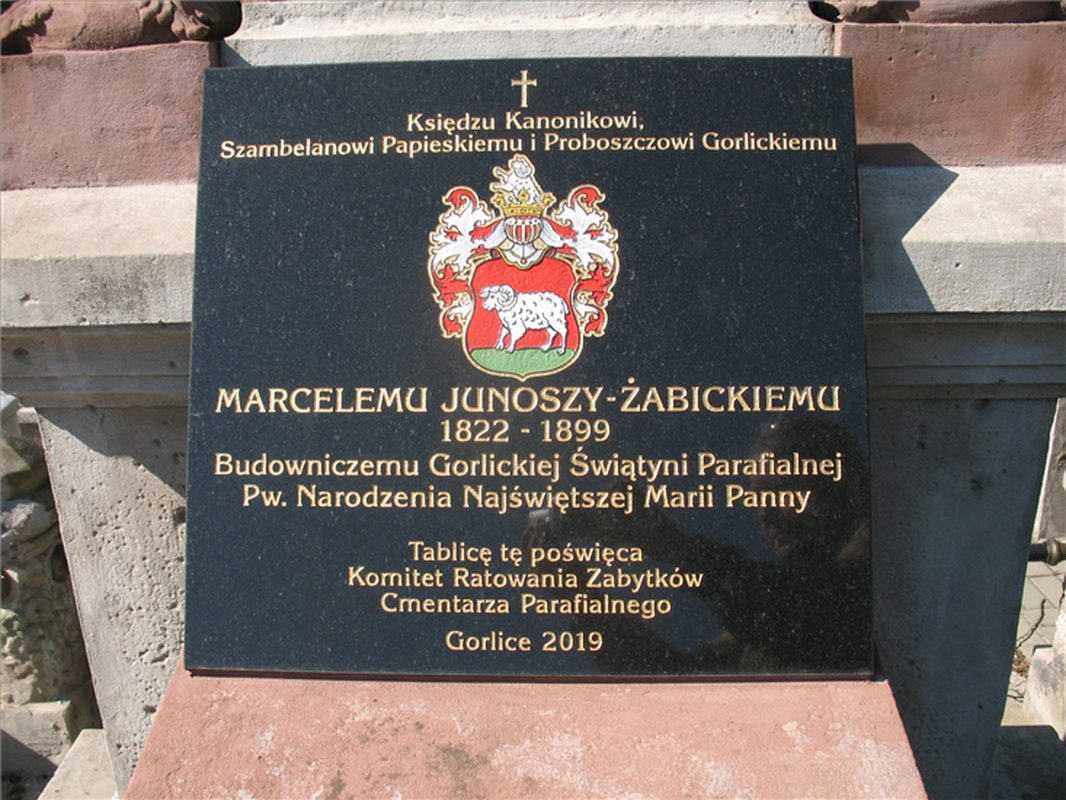 Księdzu Kanonikowi,
Szambelanowi Papieskiemu i Proboszczowi Gorlickiemu
MARCELEMU JUNOSZY-ŻABICKIEMU
1822 - 1899
Budowniczemu Gorlickiej Świątyni Parafialnej
Pw. Narodzenia Najświętszej Marii Panny
Tablicę tę poświęca
Komitet Ratowania Zabytków
Cmentarza Parafialnego
Gorlice 2019